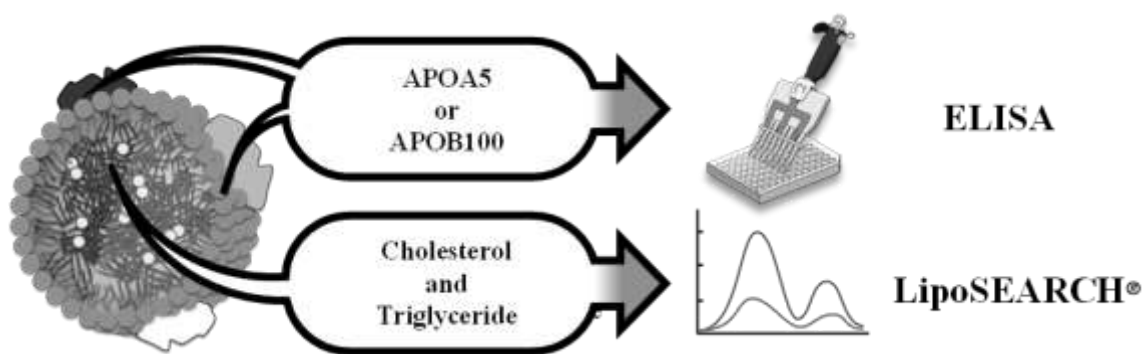 APOA5
or
APOB100
ELISA
Cholesterol
and
Triglyceride
LipoSEARCH®